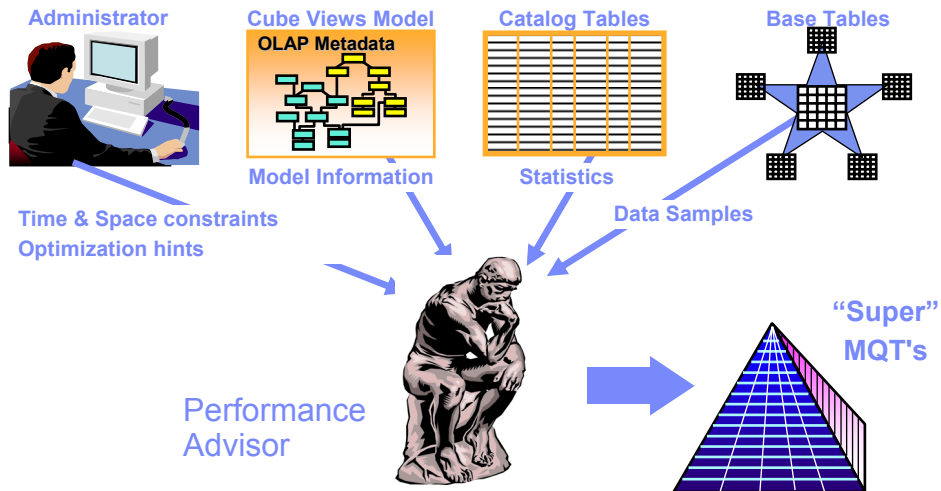 Administrator
Cube Views Model
Catalog Tables
Base Tables
OLAP Metadata
Model Information
Statistics
Time & Space constraints
Optimization hints
Data Samples
“Super”
MQT's
Performance
Advisor